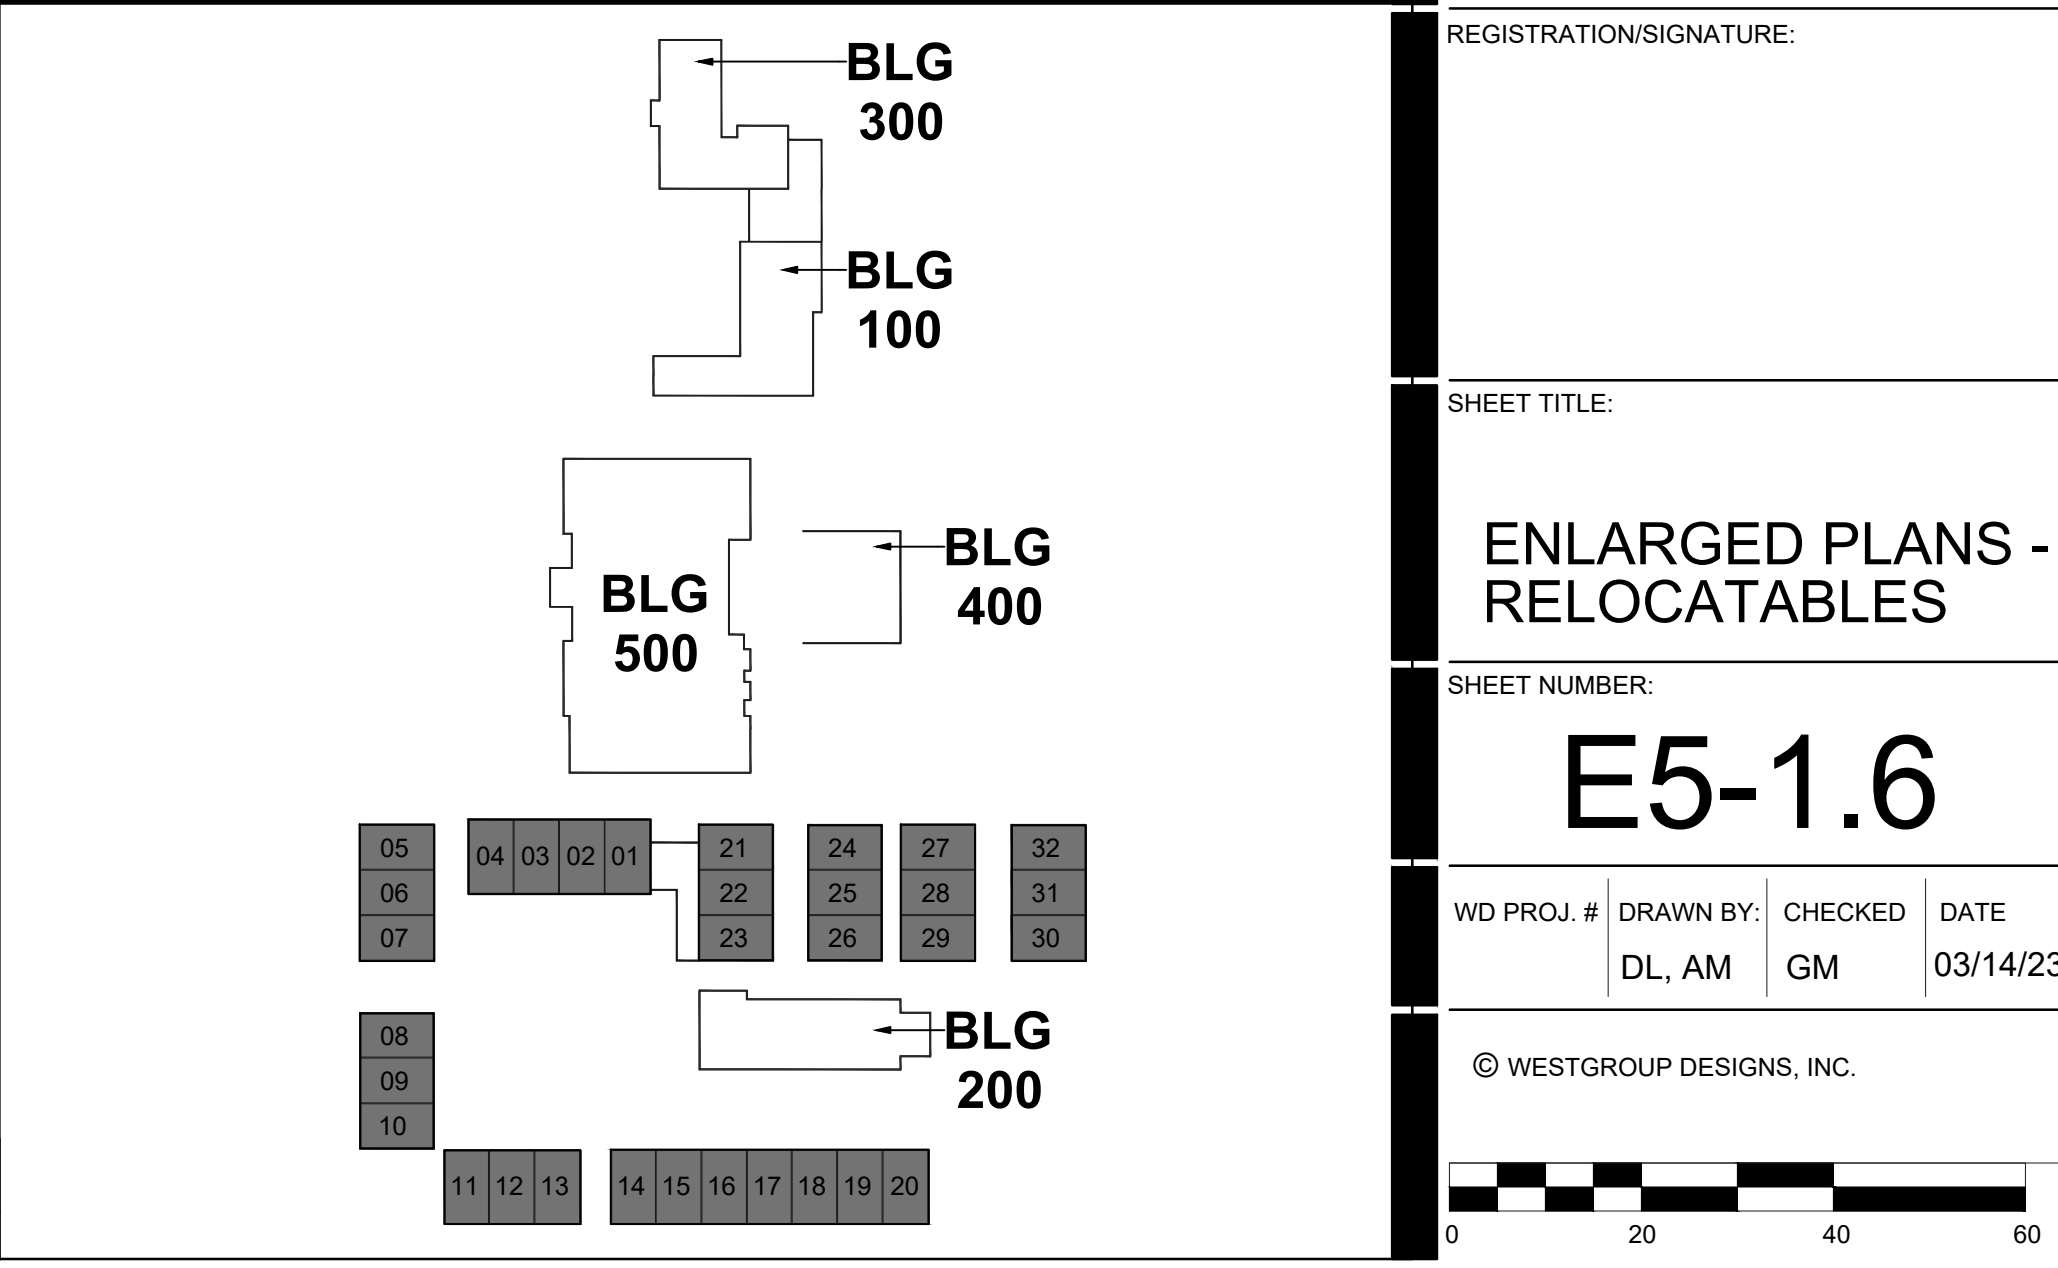 BLG
300
BLG
100
BLG
500
BLG
400
05
06
07
04 03 02 01
21
22
23
24
25
26
27
28
29
32
31
30
08
09
10
BLG
200
11 12 13
14 15 16 17 18 19 20
REGISTRATION/SIGNATURE:
SHEET TITLE:
ENLARGED PLANS -
RELOCATABLES
SHEET NUMBER:
E5-1.6
WD PROJ. # DRAWN BY: CHECKED DATE
DL, AM GM 03/14/23
© WESTGROUP DESIGNS, INC.
0 20 40 60